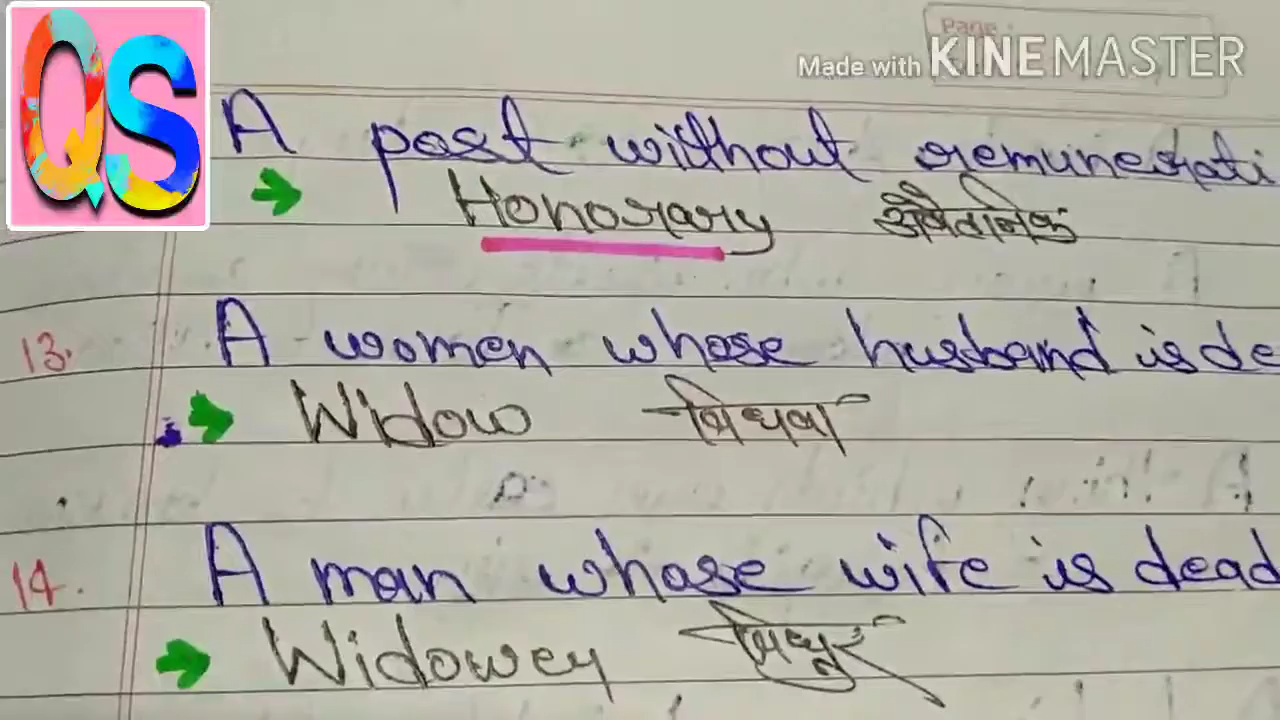 QS
Page :
Made with KINEMASTER
A post without remunerati
Honorary अवैतनिक
13. A women whose husband is de
Widow विधवा
14. A man whose wife is dead
Widower विधुर